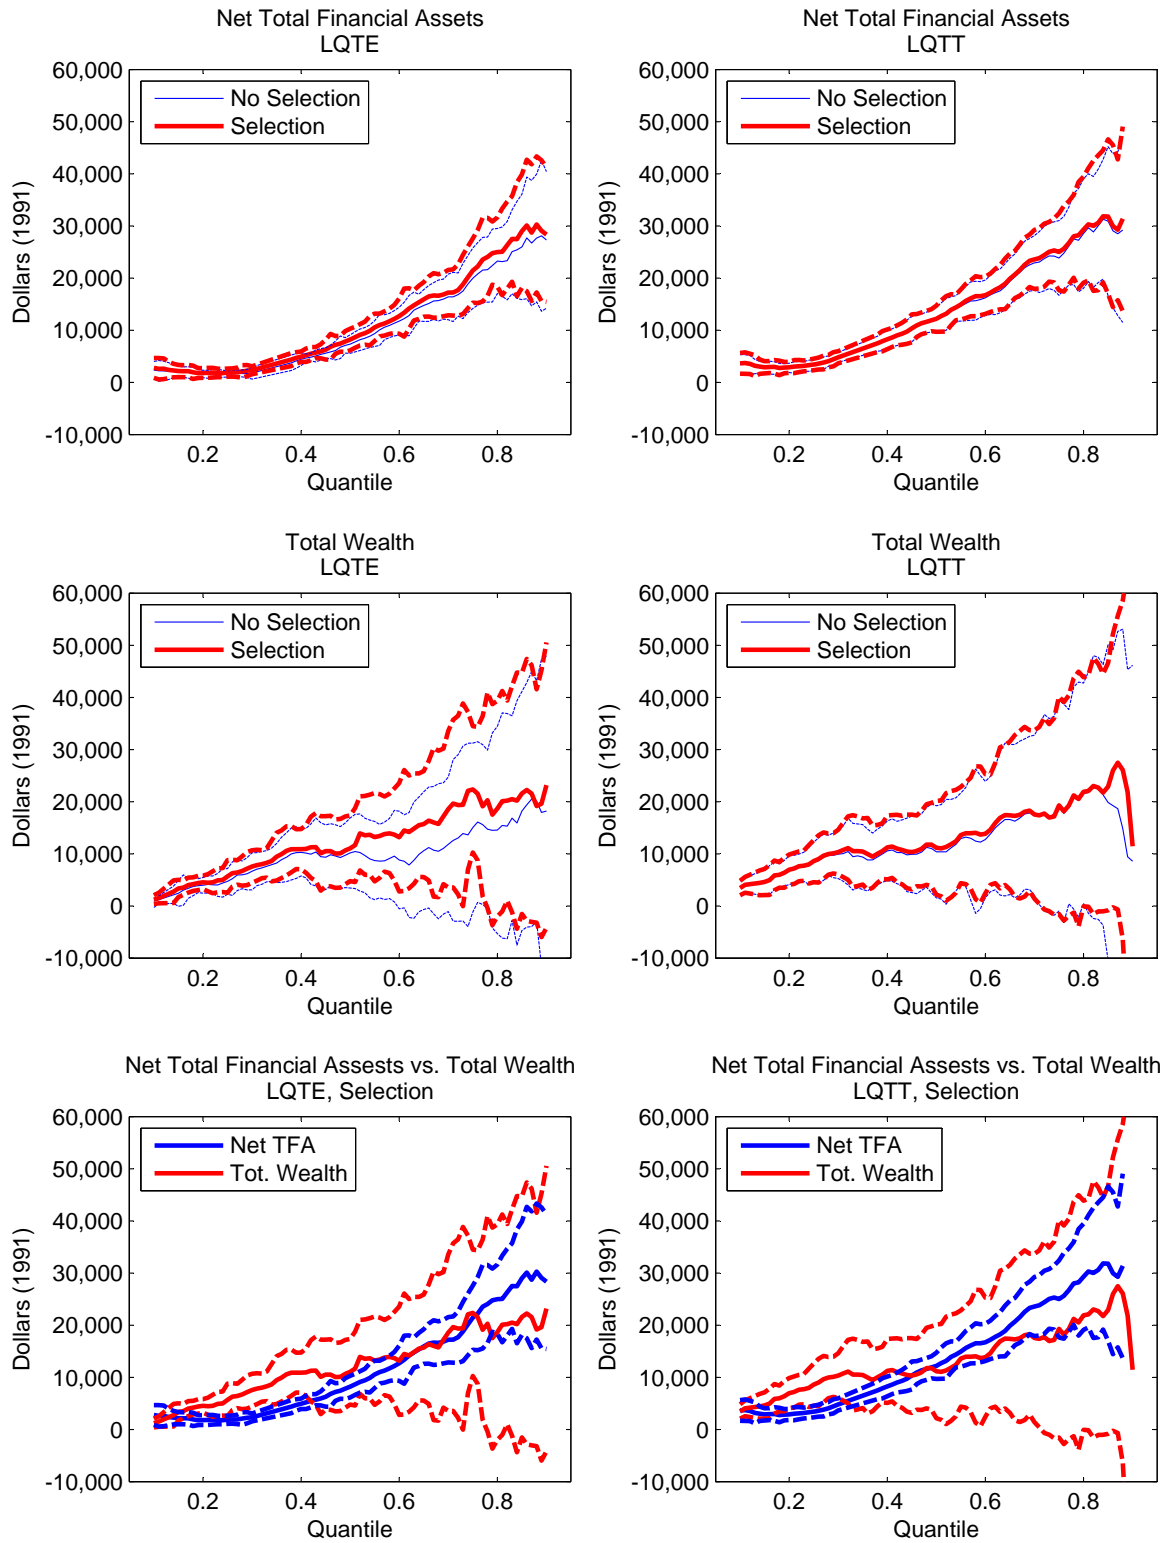 Net Total Financial Assets
LQTE
60,000
50,000
40,000
30,000
20,000
10,000
0
-10,000
Dollars (1991)
No Selection
Selection
0.2 0.4 0.6 0.8
Quantile
Net Total Financial Assets
LQTT
60,000
50,000
40,000
30,000
20,000
10,000
0
-10,000
Dollars (1991)
No Selection
Selection
0.2 0.4 0.6 0.8
Quantile
Total Wealth
LQTE
60,000
50,000
40,000
30,000
20,000
10,000
0
-10,000
Dollars (1991)
No Selection
Selection
0.2 0.4 0.6 0.8
Quantile
Total Wealth
LQTT
60,000
50,000
40,000
30,000
20,000
10,000
0
-10,000
Dollars (1991)
No Selection
Selection
0.2 0.4 0.6 0.8
Quantile
Net Total Financial Assests vs. Total Wealth
LQTE, Selection
60,000
50,000
40,000
30,000
20,000
10,000
0
-10,000
Dollars (1991)
Net TFA
Tot. Wealth
0.2 0.4 0.6 0.8
Quantile
Net Total Financial Assests vs. Total Wealth
LQTT, Selection
60,000
50,000
40,000
30,000
20,000
10,000
0
-10,000
Dollars (1991)
Net TFA
Tot. Wealth
0.2 0.4 0.6 0.8
Quantile